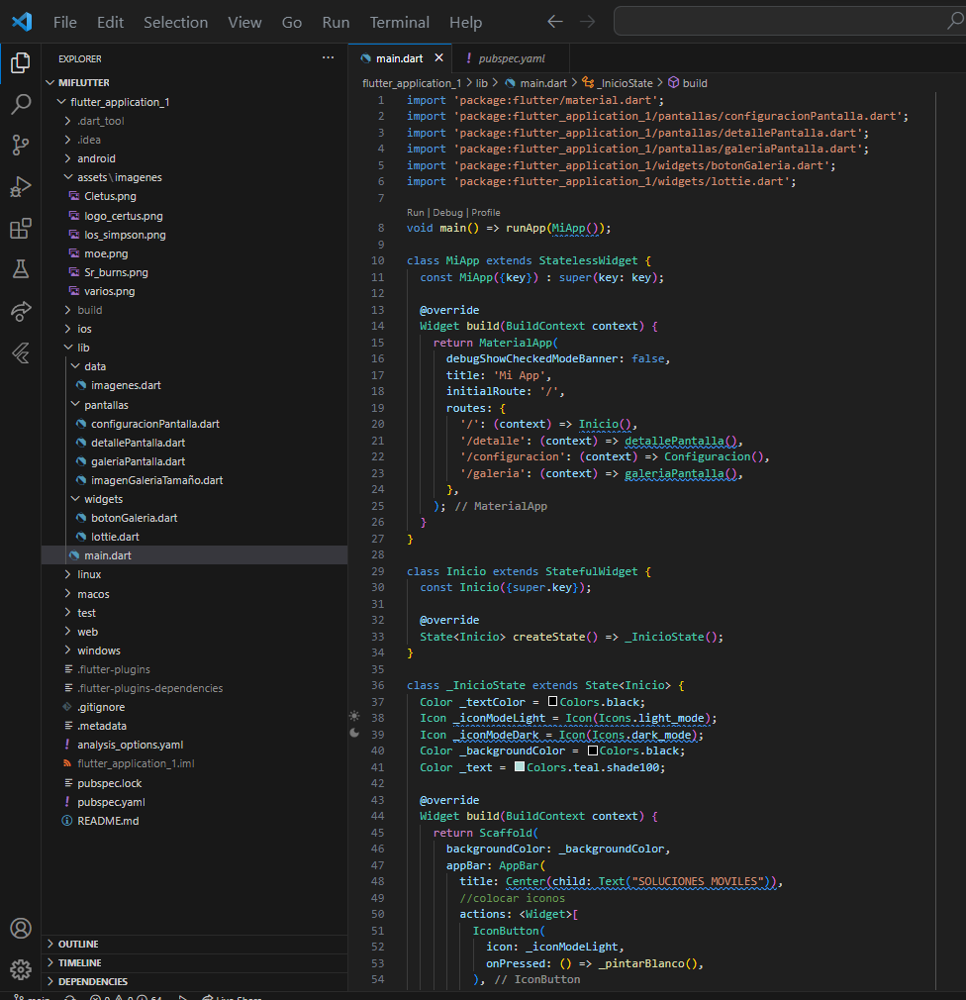 File Edit Selection View Go Run Terminal Help
EXPLORER
MIFLUTTER
flutter_application_1
.dart_tool
.idea
android
assets\imagenes
Cletus.png
logo_certus.png
los_simpson.png
moe.png
Sr_burns.png
varios.png
build
ios
lib
data
imagenes.dart
pantallas
configuracionPantalla.dart
detallePantalla.dart
galeriaPantalla.dart
imagenGaleriaTamaño.dart
widgets
botonGaleria.dart
lottie.dart
main.dart
linux
macos
test
web
windows
.flutter-plugins
.flutter-plugins-dependencies
.gitignore
.metadata
analysis_options.yaml
flutter_application_1.iml
pubspec.lock
pubspec.yaml
README.md
OUTLINE
TIMELINE
DEPENDENCIES
main.dart pubspec.yaml
flutter_application_1 > lib > main.dart > _InicioState > build
1 import 'package:flutter/material.dart';
2 import 'package:flutter_application_1/pantallas/configuracionPantalla.dart';
3 import 'package:flutter_application_1/pantallas/detallePantalla.dart';
4 import 'package:flutter_application_1/pantallas/galeriaPantalla.dart';
5 import 'package:flutter_application_1/widgets/botonGaleria.dart';
6 import 'package:flutter_application_1/widgets/lottie.dart';
7
Run | Debug | Profile
8 void main() => runApp(MiApp());
9
10 class MiApp extends StatelessWidget {
11 const MiApp({key}) : super(key: key);
12
13 @override
14 Widget build(BuildContext context) {
15 return MaterialApp(
16 debugShowCheckedModeBanner: false,
17 title: 'Mi App',
18 initialRoute: '/',
19 routes: {
20 '/': (context) => Inicio(),
21 '/detalle': (context) => detallePantalla(),
22 '/configuracion': (context) => Configuracion(),
23 '/galeria': (context) => galeriaPantalla(),
24 },
25 ); // MaterialApp
26 }
27 }
28
29 class Inicio extends StatefulWidget {
30 const Inicio({super.key});
31
32 @override
33 State<Inicio> createState() => _InicioState();
34 }
35
36 class _InicioState extends State<Inicio> {
37 Color _textColor = Colors.black;
38 Icon _iconModeLight = Icon(Icons.light_mode);
39 Icon _iconModeDark = Icon(Icons.dark_mode);
40 Color _backgroundColor = Colors.black;
41 Color _text = Colors.teal.shade100;
42
43 @override
44 Widget build(BuildContext context) {
45 return Scaffold(
46 backgroundColor: _backgroundColor,
47 appBar: AppBar(
48 title: Center(child: Text("SOLUCIONES MOVILES")),
49 //colocar iconos
50 actions: <Widget>[
51 IconButton(
52 icon: _iconModeLight,
53 onPressed: () => _pintarBlanco(),
54 ), // IconButton